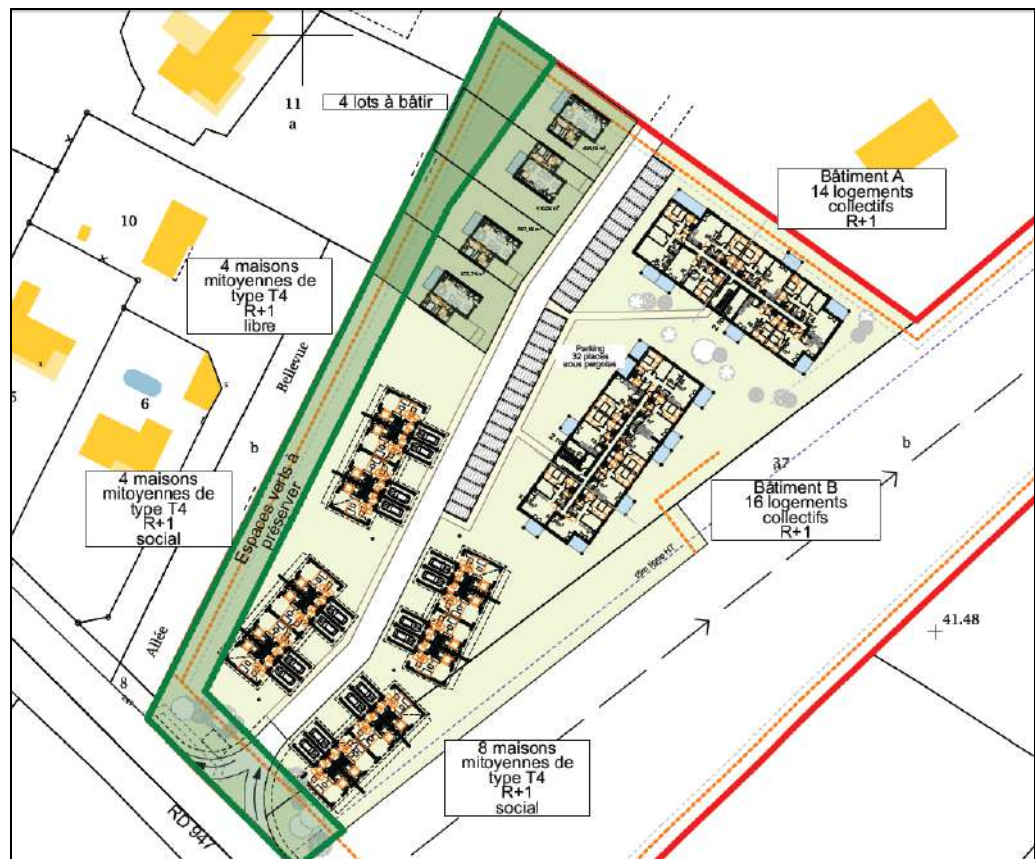 11
a
4 lots à bâtir
Bâtiment A
14 logements
collectifs
R+1
10
4 maisons
mitoyennes de
type T4
R+1
libre
Bellevue
Parking
32 places
sous pergolas
6
5
b
4 maisons
mitoyennes de
type T4
R+1
social
Espaces verts à
préserver
37
b
Bâtiment B
16 logements
collectifs
R+1
41.48
Allée
8
RD 947
8 maisons
mitoyennes de
type T4
R+1
social